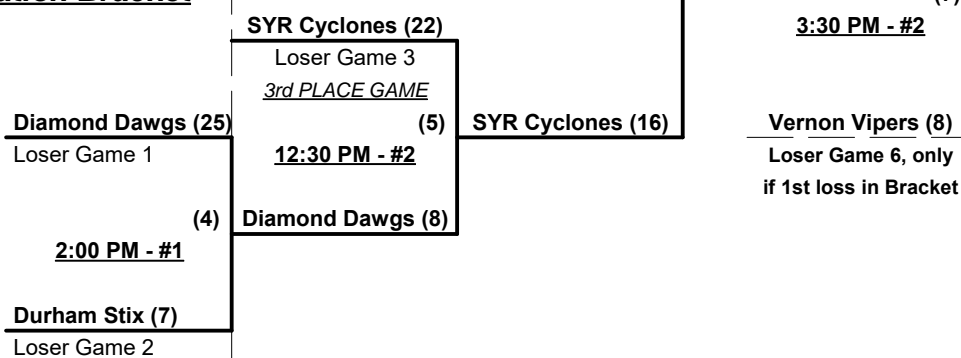 SYR Cyclones (22)
Loser Game 3
3rd PLACE GAME
3:30 PM - #2
Diamond Dawgs (25)
(5)
SYR Cyclones (16)
Vernon Vipers (8)
Loser Game 1
12:30 PM - #2
Loser Game 6, only
if 1st loss in Bracket
(4)
Diamond Dawgs (8)
2:00 PM - #1
Durham Stix (7)
Loser Game 2